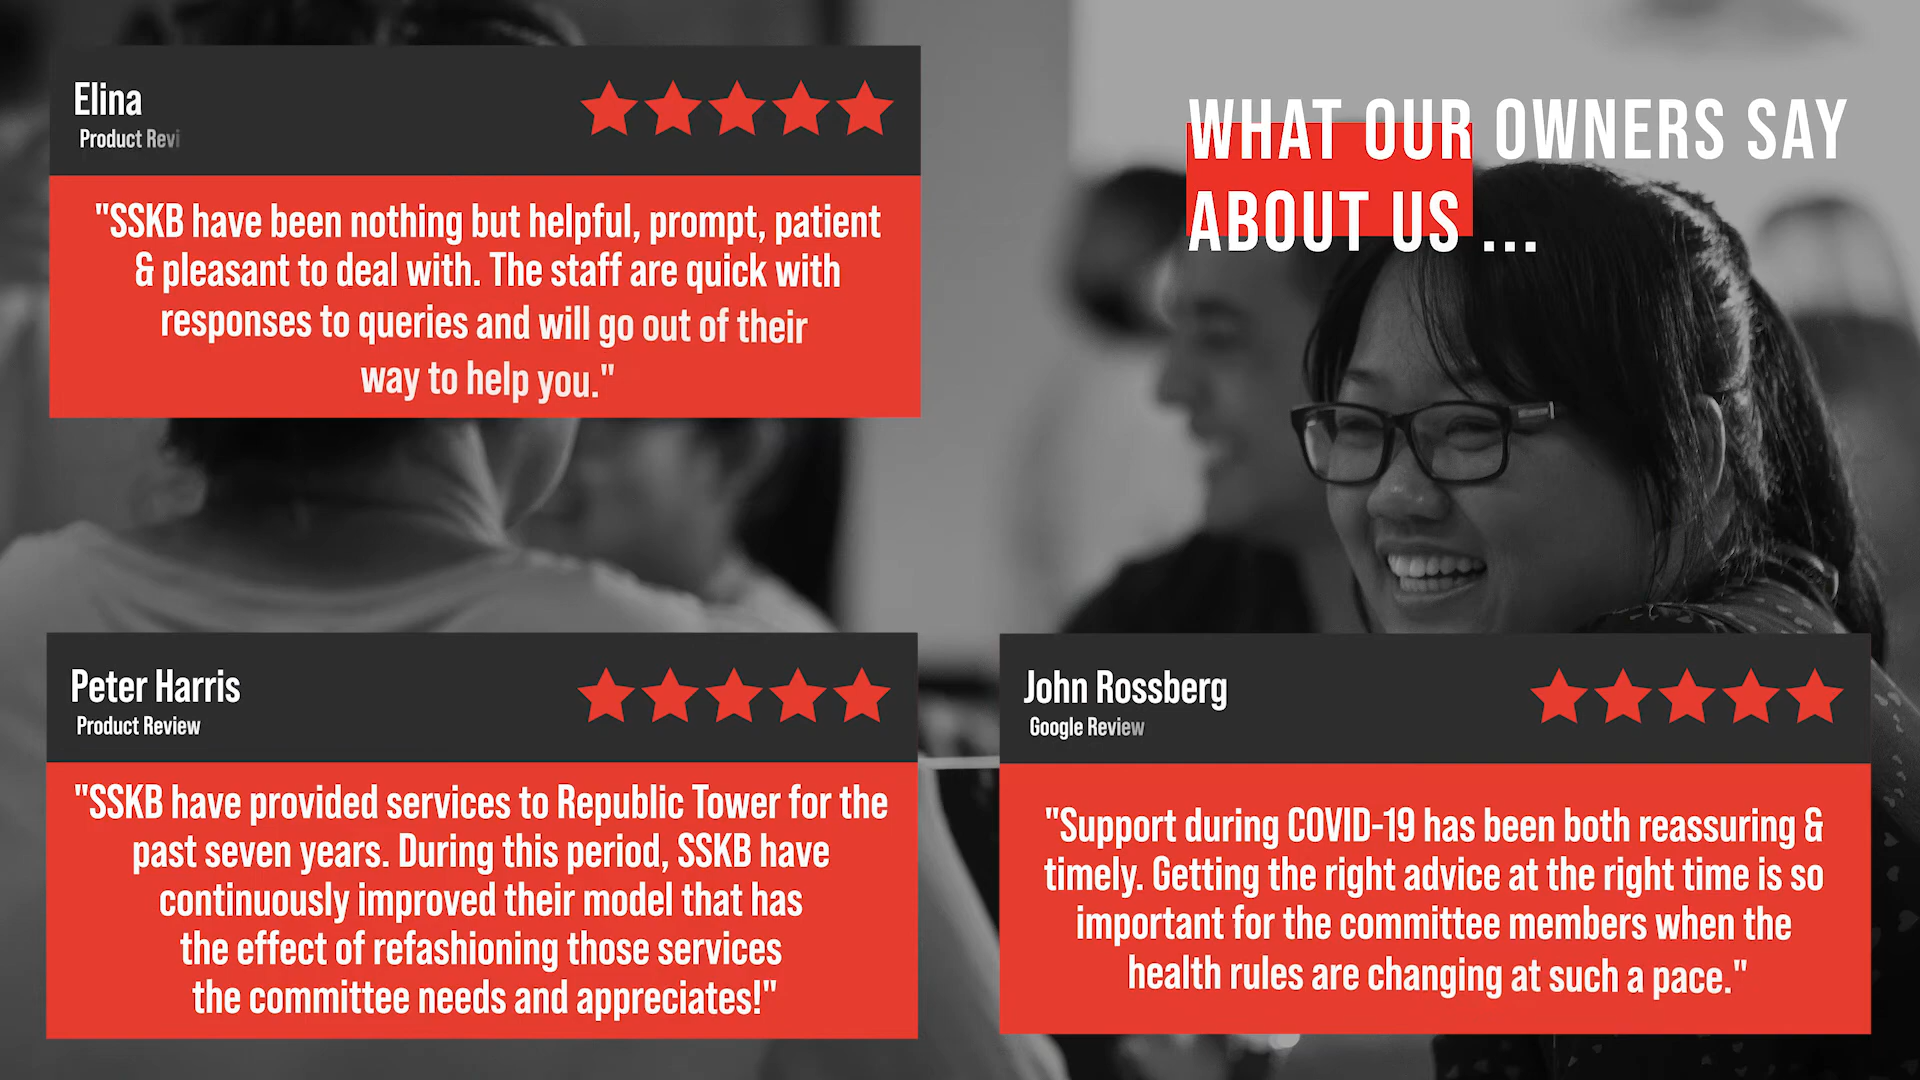 WHAT OUR OWNERS SAY
ABOUT US ...
Elina
Product Revi
"SSKB have been nothing but helpful, prompt, patient
& pleasant to deal with. The staff are quick with
responses to queries and will go out of their
way to help you."
Peter Harris
Product Review
"SSKB have provided services to Republic Tower for the
past seven years. During this period, SSKB have
continuously improved their model that has
the effect of refashioning those services
the committee needs and appreciates!"
John Rossberg
Google Review
"Support during COVID-19 has been both reassuring &
timely. Getting the right advice at the right time is so
important for the committee members when the
health rules are changing at such a pace."